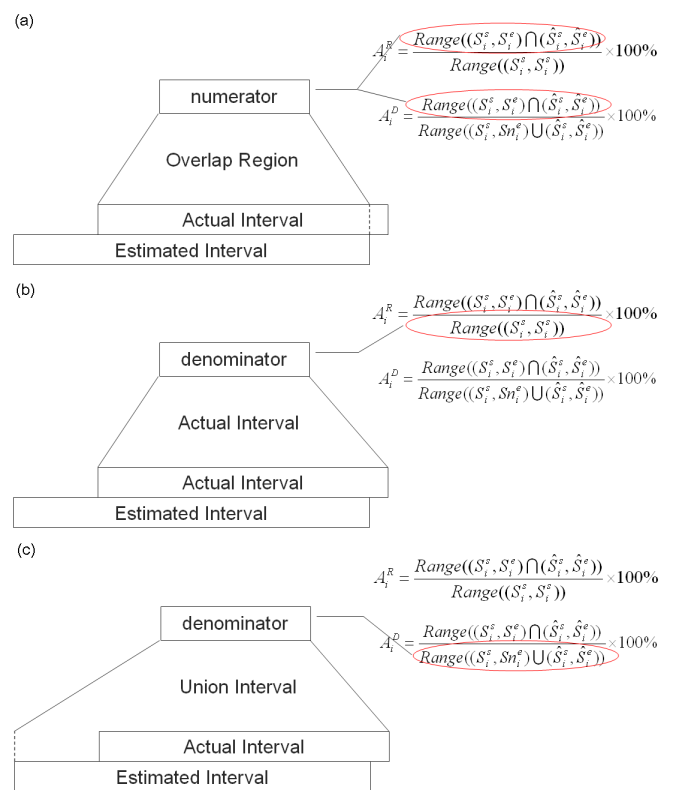 (a)
A_i^R = Range((S_i^s, S_i^e)⋂(Ŝ_i^s, Ŝ_i^e)) / Range((S_i^s, S_i^s)) ×100%
numerator
A_i^D = Range((S_i^s, S_i^e)⋂(Ŝ_i^s, Ŝ_i^e)) / Range((S_i^s, Sn_i^e)⋃(Ŝ_i^s, Ŝ_i^e)) ×100%
Overlap Region
Actual Interval
Estimated Interval
(b)
A_i^R = Range((S_i^s, S_i^e)⋂(Ŝ_i^s, Ŝ_i^e)) / Range((S_i^s, S_i^s)) ×100%
denominator
A_i^D = Range((S_i^s, S_i^e)⋂(Ŝ_i^s, Ŝ_i^e)) / Range((S_i^s, Sn_i^e)⋃(Ŝ_i^s, Ŝ_i^e)) ×100%
Actual Interval
Actual Interval
Estimated Interval
(c)
A_i^R = Range((S_i^s, S_i^e)⋂(Ŝ_i^s, Ŝ_i^e)) / Range((S_i^s, S_i^s)) ×100%
denominator
A_i^D = Range((S_i^s, S_i^e)⋂(Ŝ_i^s, Ŝ_i^e)) / Range((S_i^s, Sn_i^e)⋃(Ŝ_i^s, Ŝ_i^e)) ×100%
Union Interval
Actual Interval
Estimated Interval